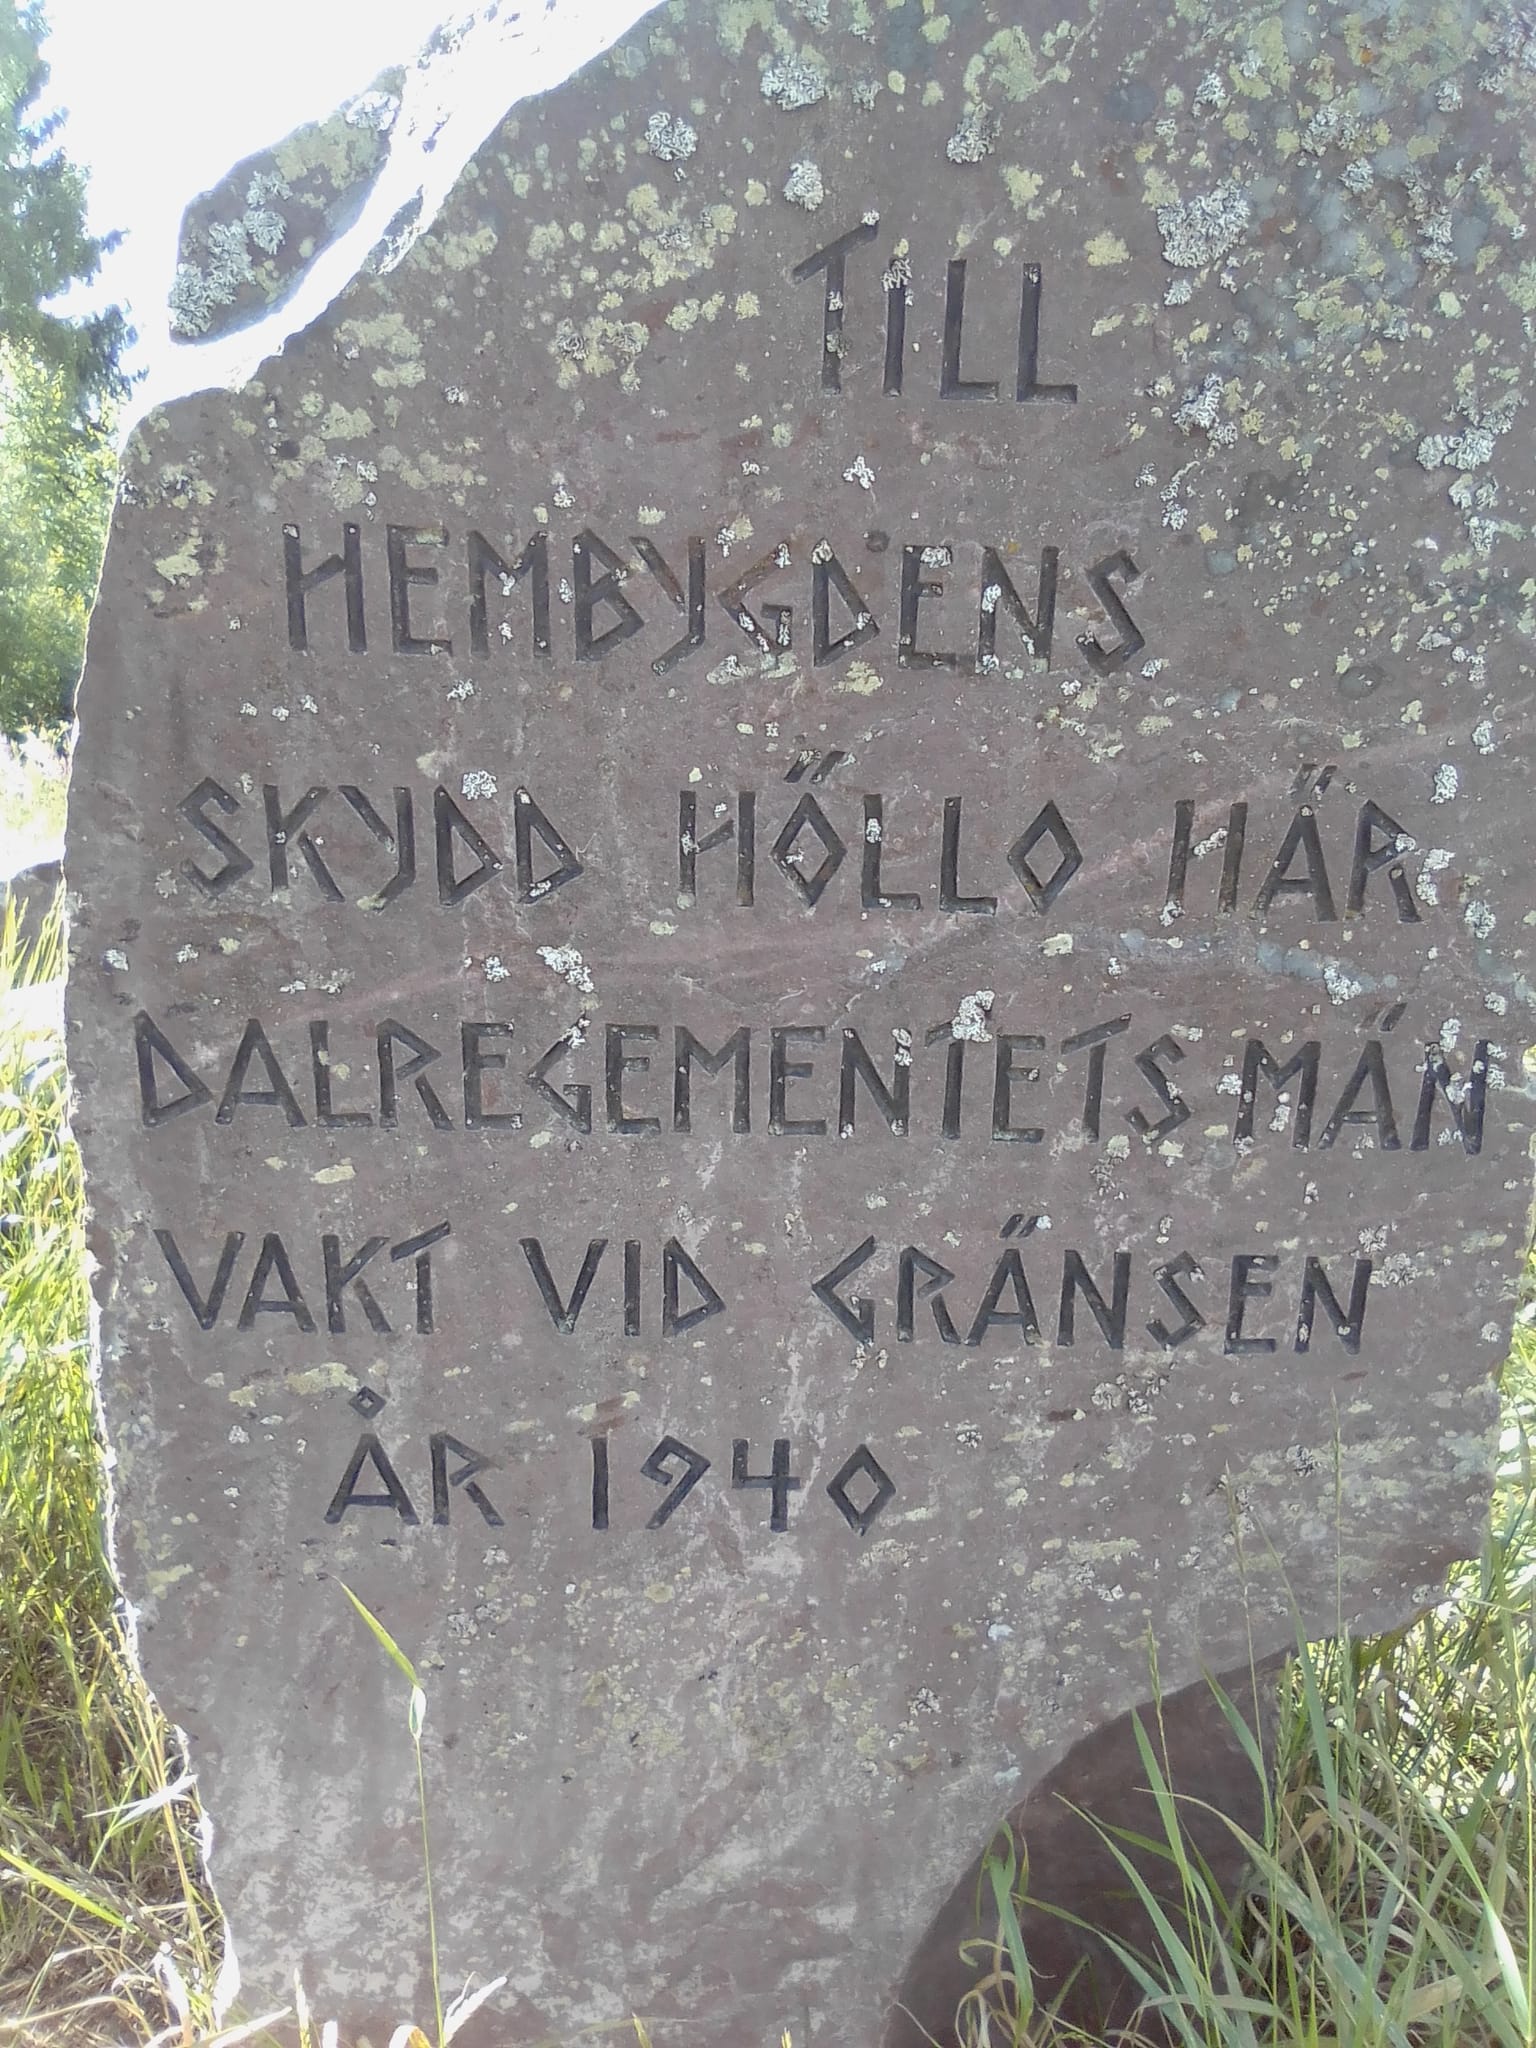 TILL
HEMBYGDENS
SKYDD HÖLLO HÄR
DALREGEMENTETS MÄN
VAKT VID GRÄNSEN
ÅR 1940